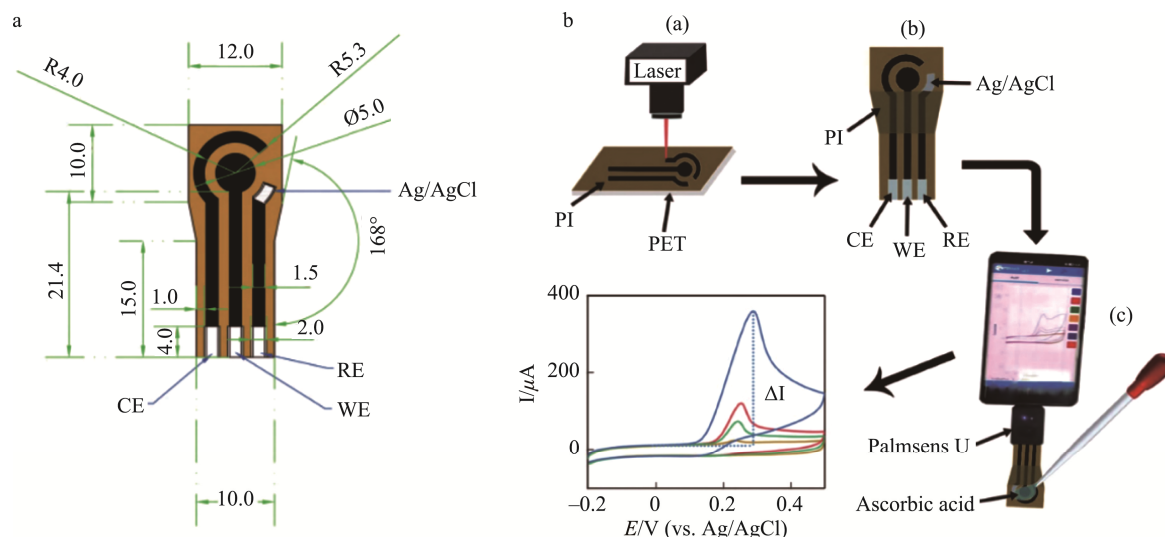 a
12.0
R4.0
R5.3
Ø5.0
10.0
Ag/AgCl
168°
21.4
15.0
1.5
1.0
2.0
4.0
RE
CE
WE
10.0
b
(a)
Laser
PI
PET
(b)
Ag/AgCl
PI
CE
WE
RE
(c)
Palmsens U
Ascorbic acid
I/μA
400
200
0
ΔI
–0.2
0
0.2
0.4
E/V (vs. Ag/AgCl)